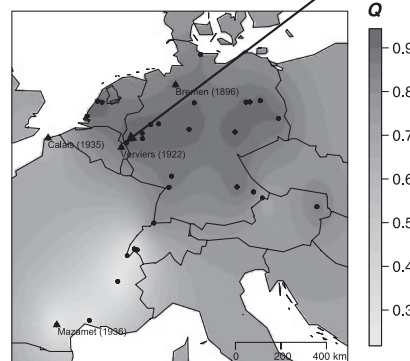 Q
Bremen (1896)
Calais (1935)
Verviers (1922)
Mazamet (1936)
0.9
0.8
0.7
0.6
0.5
0.4
0.3
0 200 400 km